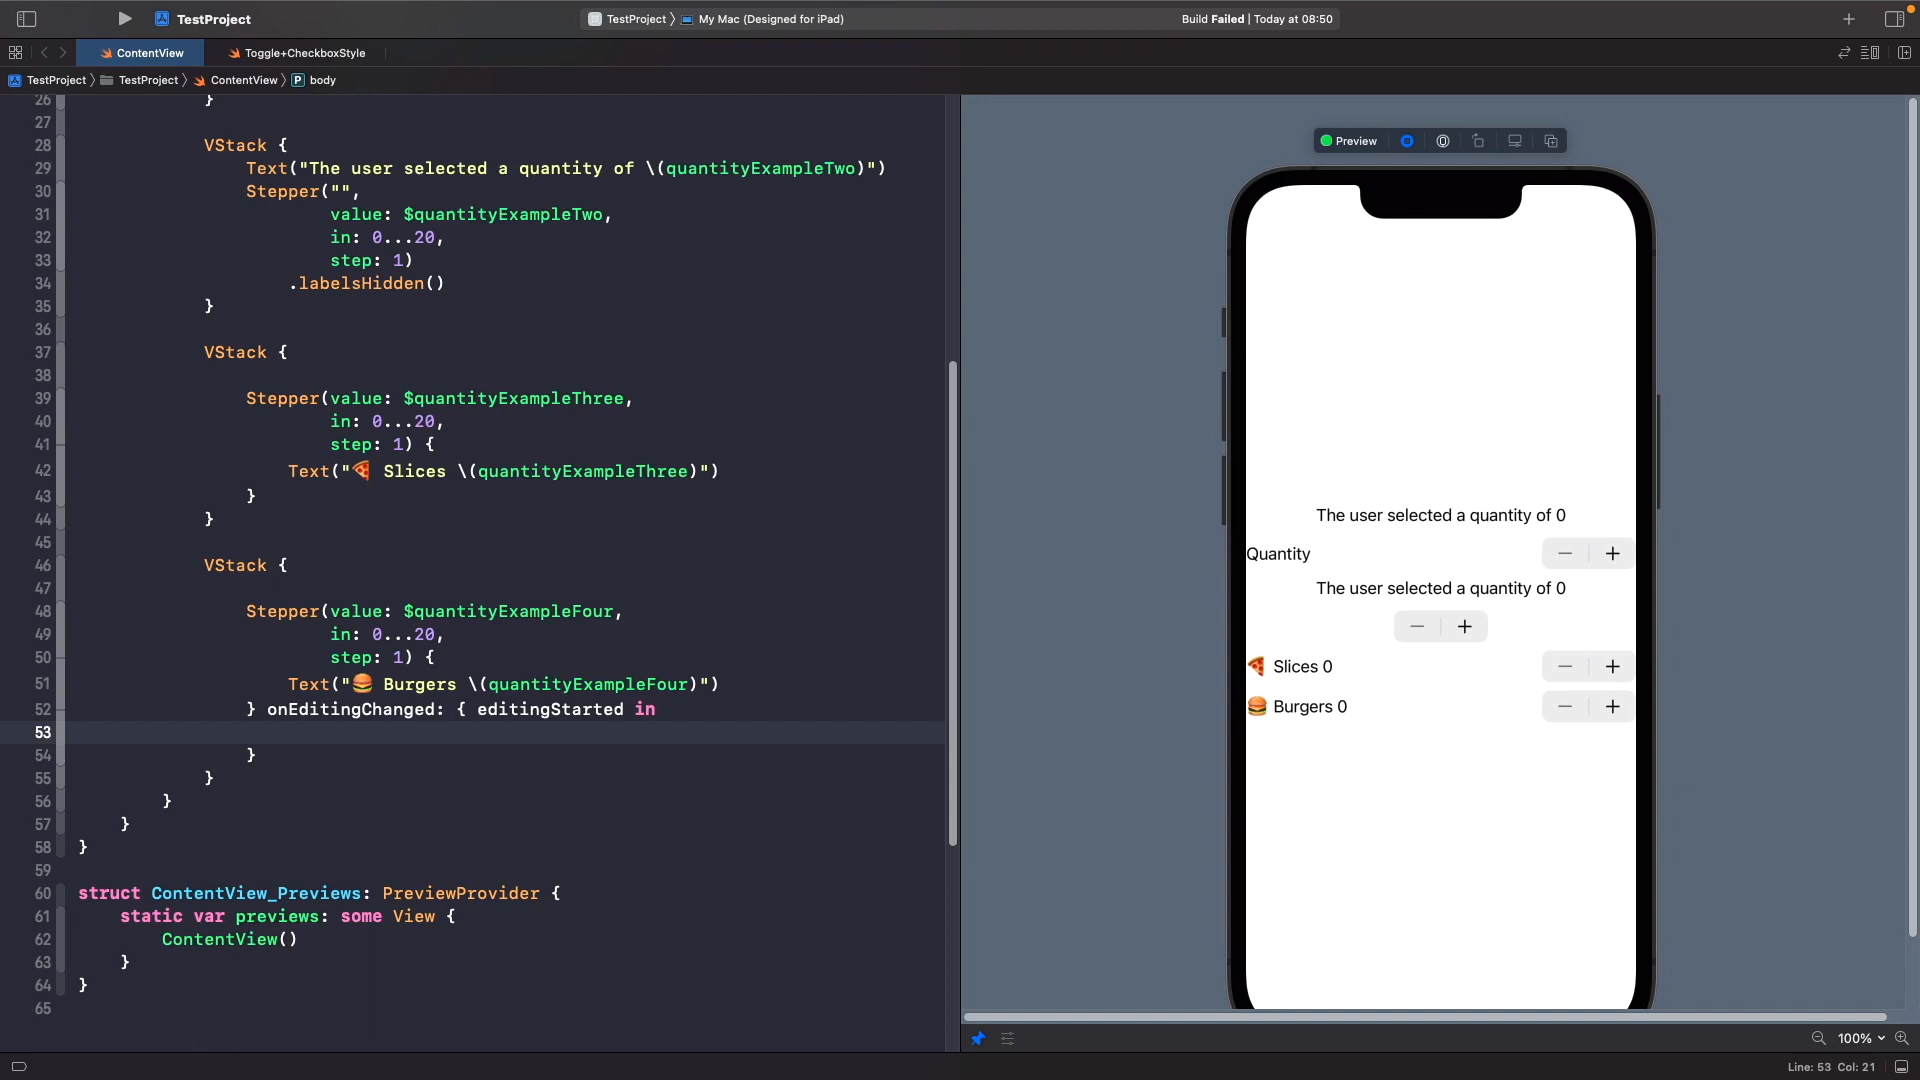 TestProject
TestProject 〉 My Mac (Designed for iPad)
Build Failed | Today at 08:50
ContentView
Toggle+CheckboxStyle
TestProject 〉 TestProject 〉 ContentView 〉 P body
26 }
27
28 VStack {
29 Text("The user selected a quantity of \(quantityExampleTwo)")
30 Stepper("",
31 value: $quantityExampleTwo,
32 in: 0...20,
33 step: 1)
34 .labelsHidden()
35 }
36
37 VStack {
38
39 Stepper(value: $quantityExampleThree,
40 in: 0...20,
41 step: 1) {
42 Text("🍕 Slices \(quantityExampleThree)")
43 }
44 }
45
46 VStack {
47
48 Stepper(value: $quantityExampleFour,
49 in: 0...20,
50 step: 1) {
51 Text("🍔 Burgers \(quantityExampleFour)")
52 } onEditingChanged: { editingStarted in
53
54 }
55 }
56 }
57 }
58 }
59
60 struct ContentView_Previews: PreviewProvider {
61 static var previews: some View {
62 ContentView()
63 }
64 }
65
Preview
The user selected a quantity of 0
Quantity − +
The user selected a quantity of 0
− +
🍕 Slices 0 − +
🍔 Burgers 0 − +
100%
Line: 53 Col: 21